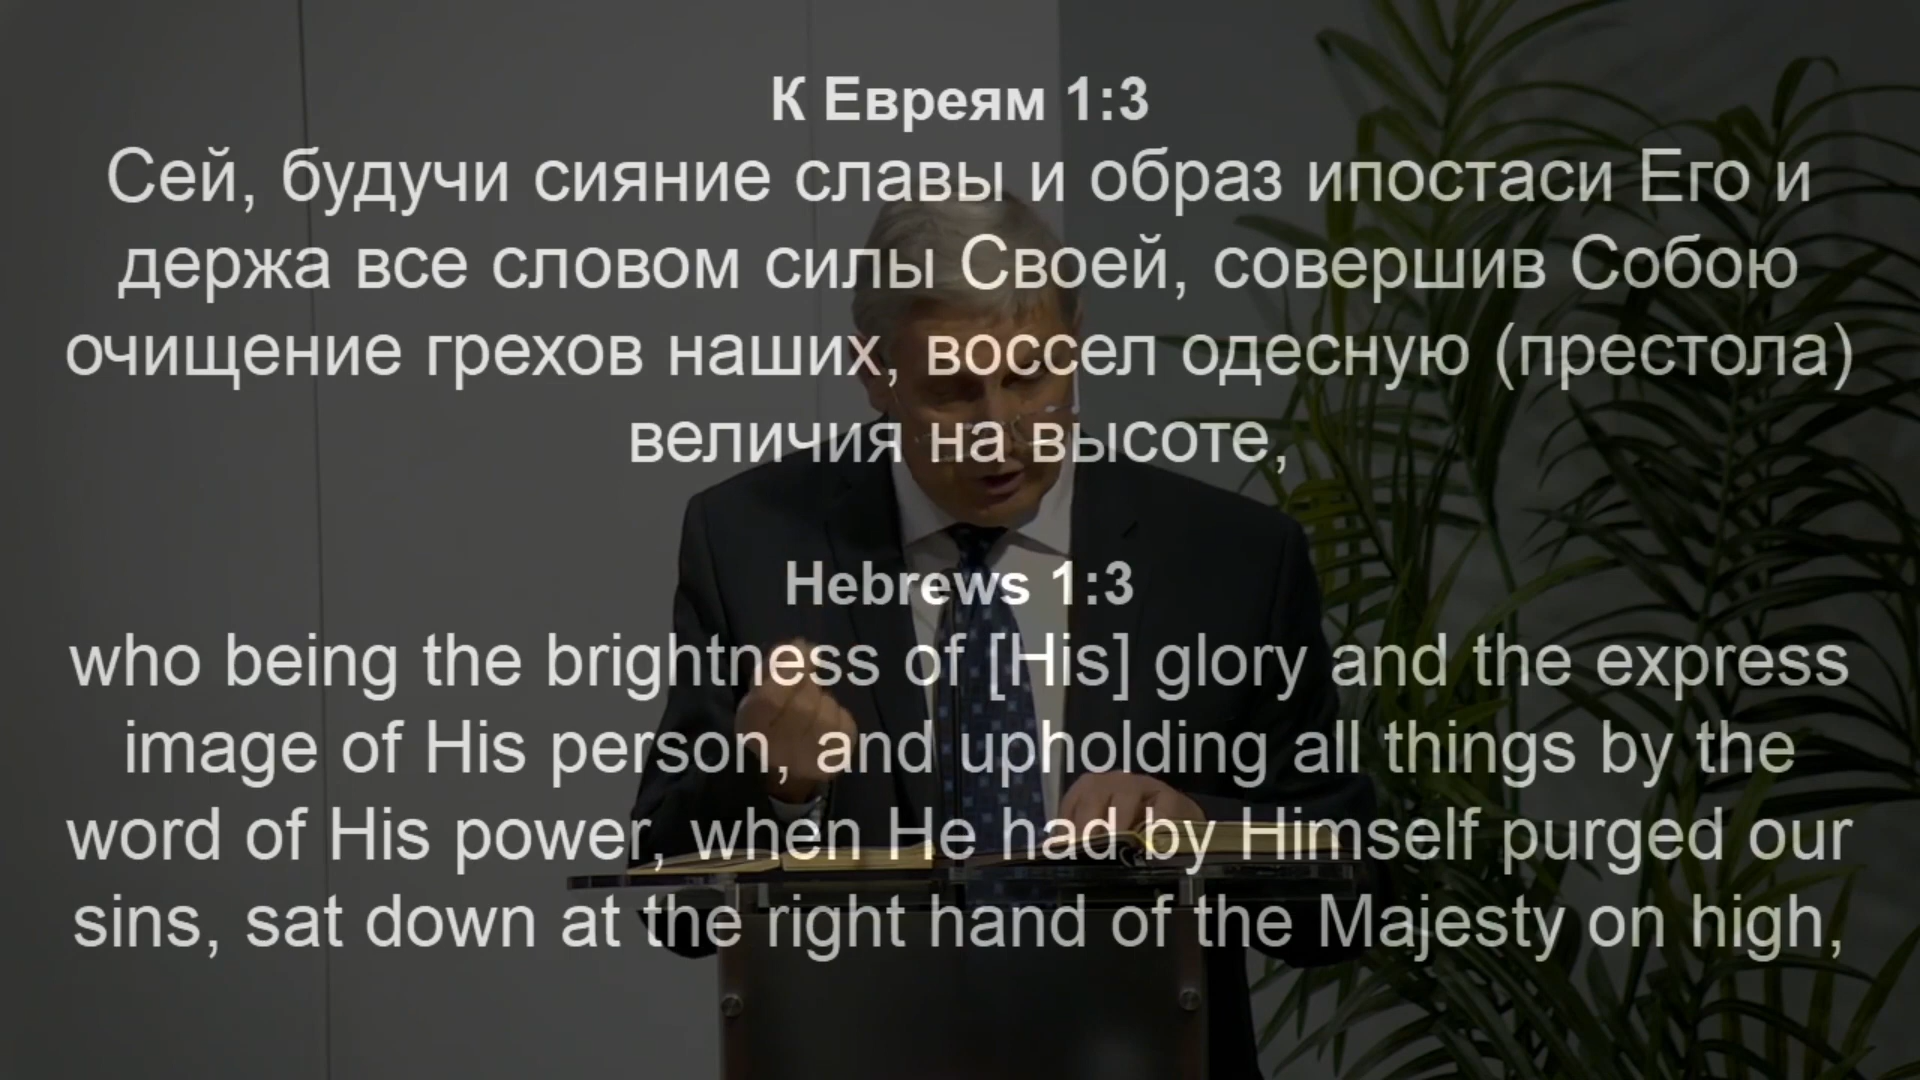 К Евреям 1:3
Сей, будучи сияние славы и образ ипостаси Его и
держа все словом силы Своей, совершив Собою
очищение грехов наших, воссел одесную (престола)
величия на высоте,
Hebrews 1:3
who being the brightness of [His] glory and the express
image of His person, and upholding all things by the
word of His power, when He had by Himself purged our
sins, sat down at the right hand of the Majesty on high,